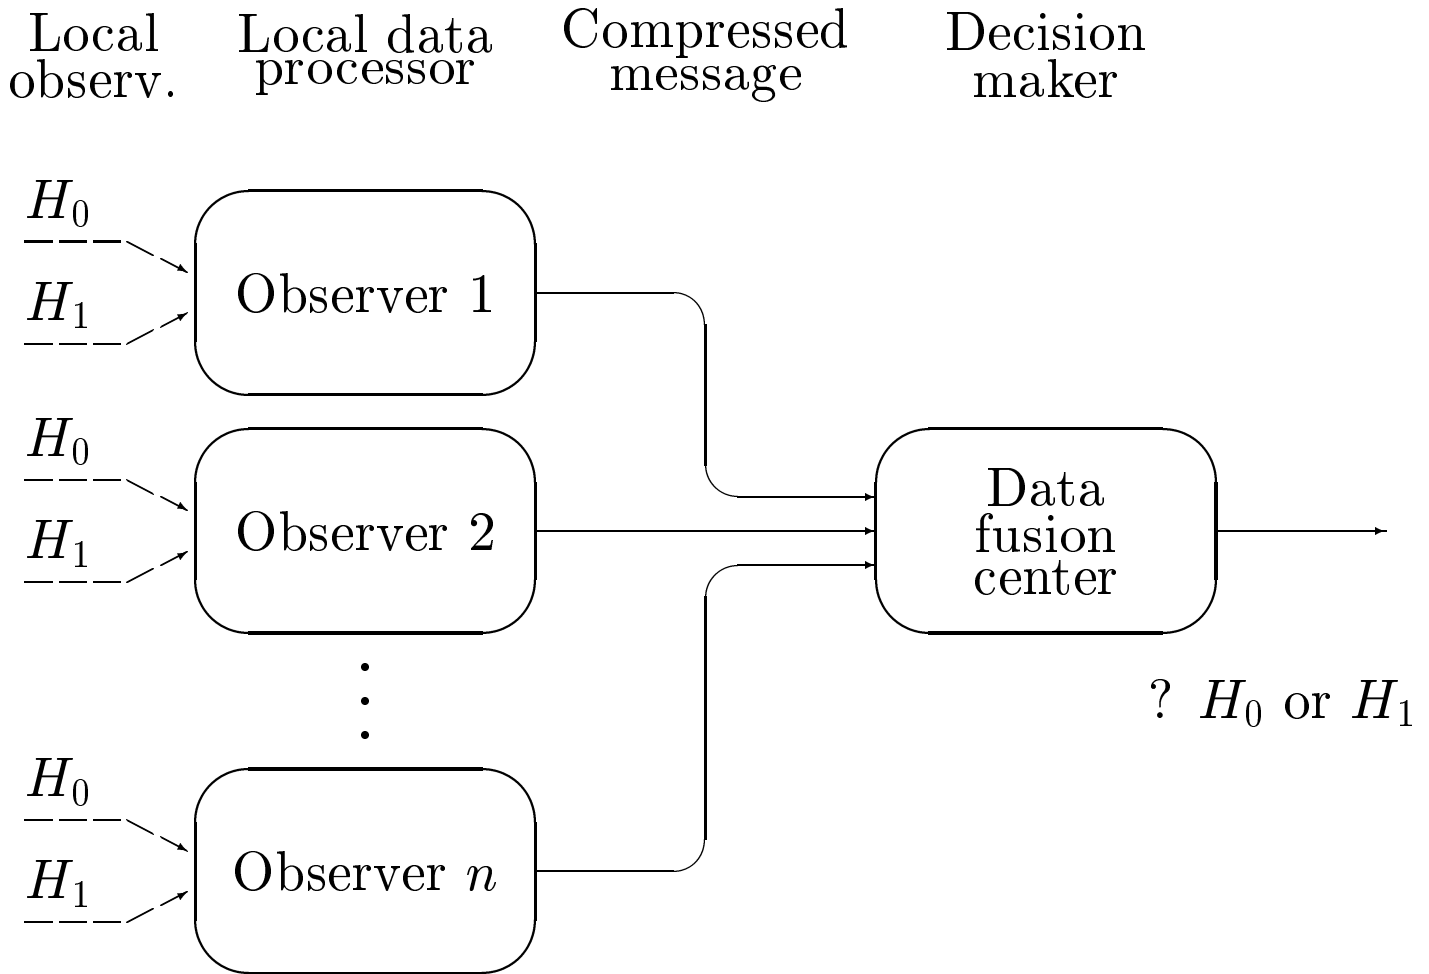 Local
observ.
Local data
processor
Compressed
message
Decision
maker
H₀
H₁
Observer 1
H₀
H₁
Observer 2
Data
fusion
center
? H₀ or H₁
H₀
H₁
Observer n